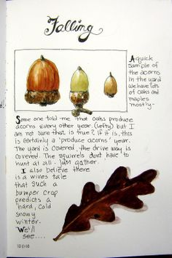 Falling
A quick
sample of
the acorns
in the yard
we have lots
of oaks and
maples
mostly.
Some one told me that oaks produce
acorns every other year. (lofty) but I
am not sure that is true? if it is, this
is certainly a 'produce acorns' year.
The yard is covered, the drive way is
covered. The squirrels dont have to
hunt at all. just gather.
I also believe there
is a wives tale
that such a
bumper crop
predicts a
hard, cold
snowy
winter.
We'll
see....